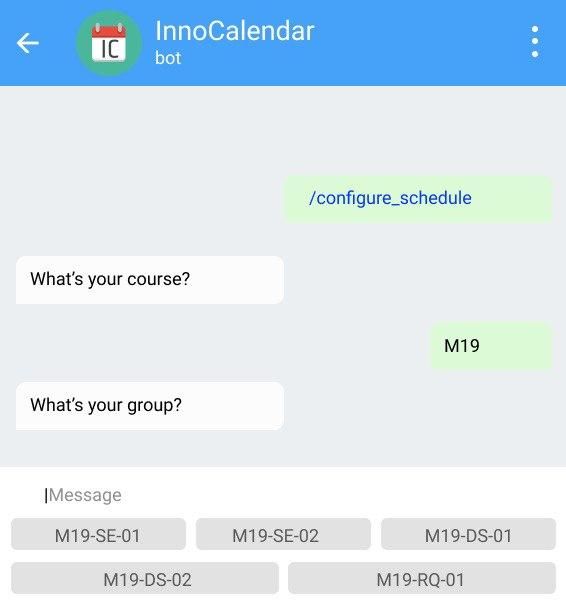 InnoCalendar
IC
bot
/configure_schedule
What's your course?
M19
What's your group?
Message
M19-SE-01 M19-SE-02 M19-DS-01
M19-DS-02 M19-RQ-01